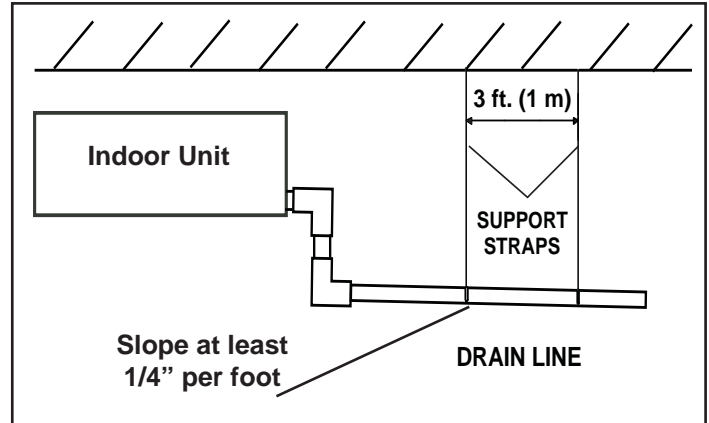 3 ft. (1 m)
Indoor Unit
SUPPORT
STRAPS
Slope at least
1/4” per foot
DRAIN LINE